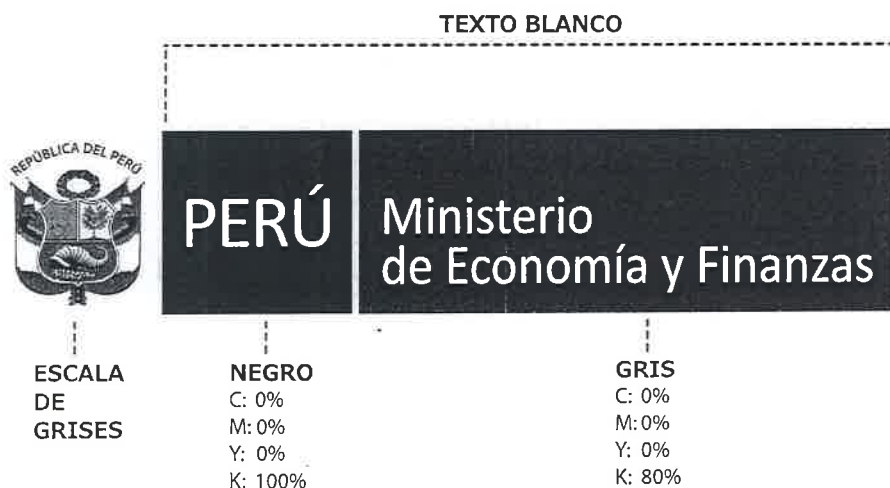 TEXTO BLANCO
REPÚBLICA DEL PERÚ
PERÚ
Ministerio
de Economía y Finanzas
ESCALA
DE
GRISES
NEGRO
C: 0%
M: 0%
Y: 0%
K: 100%
GRIS
C: 0%
M: 0%
Y: 0%
K: 80%